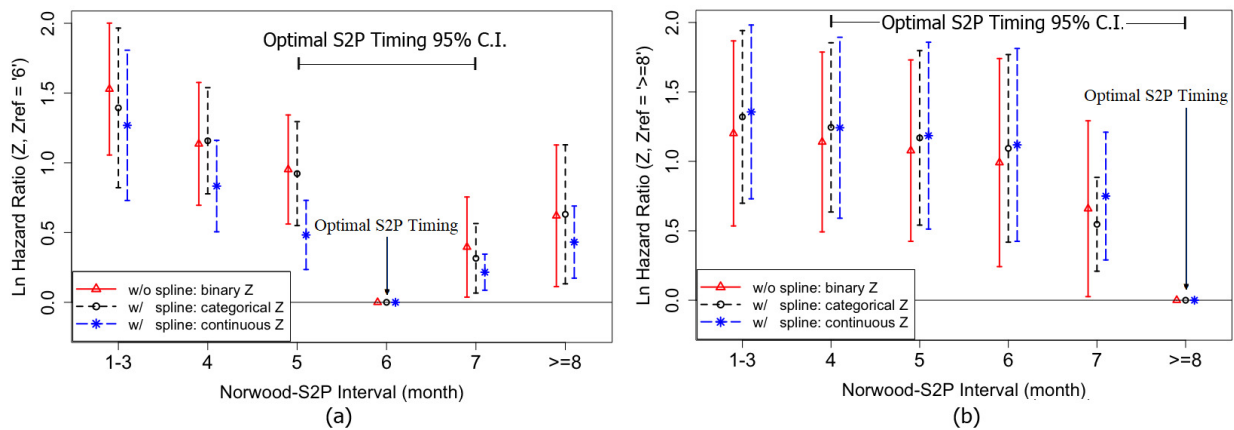 Optimal S2P Timing 95% C.I.
Optimal S2P Timing
Ln Hazard Ratio (Z, Zref = '6')
2.0
1.5
1.0
0.5
0.0
w/o spline: binary Z
w/ spline: categorical Z
w/ spline: continuous Z
1-3 4 5 6 7 >=8
Norwood-S2P Interval (month)
(a)
Optimal S2P Timing 95% C.I.
Optimal S2P Timing
Ln Hazard Ratio (Z, Zref = '>=8')
2.0
1.5
1.0
0.5
0.0
w/o spline: binary Z
w/ spline: categorical Z
w/ spline: continuous Z
1-3 4 5 6 7 >=8
Norwood-S2P Interval (month)
(b)